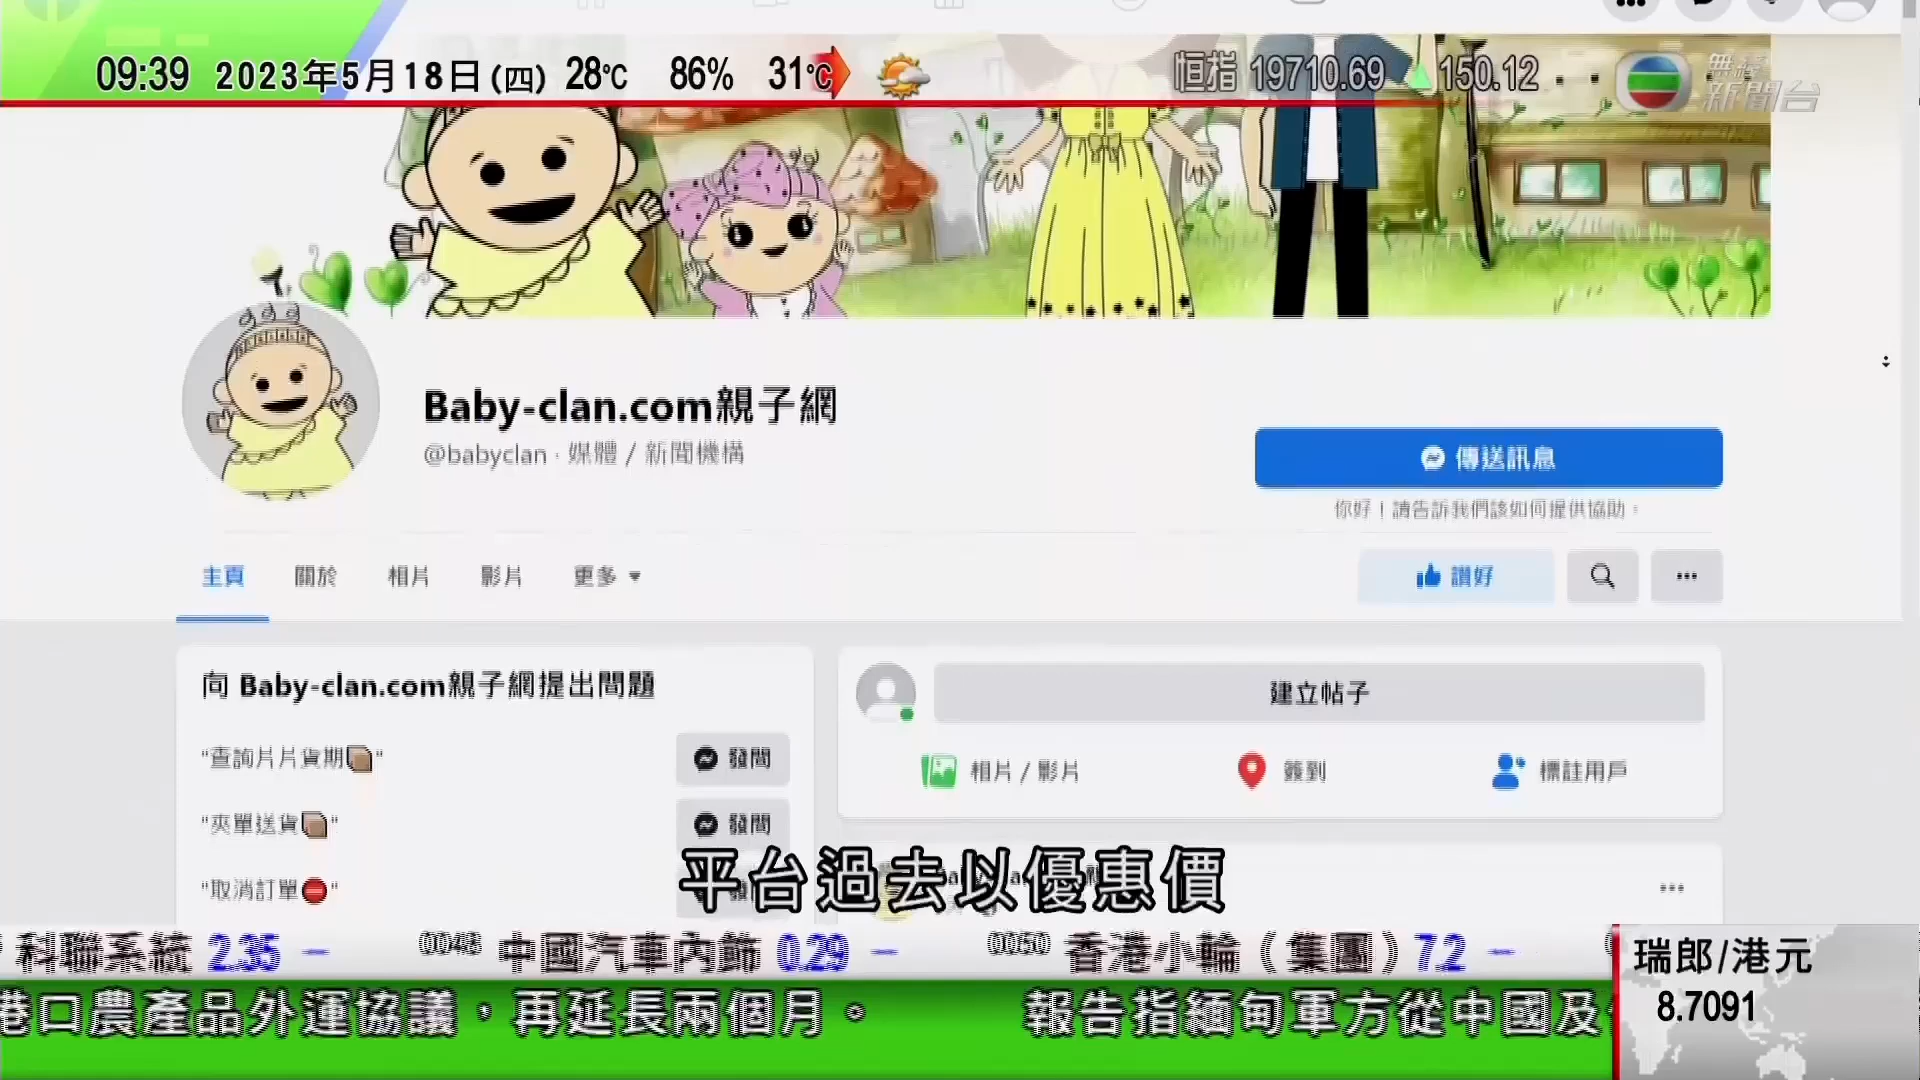 09:39 2023年5月18日(四) 28℃ 86% 31℃ 恒指 19710.69 150.12 無綫新聞台
Baby-clan.com親子網
@babyclan · 媒體 / 新聞機構
傳送訊息
你好！請告訴我們該如何提供協助。
主頁 關於 相片 影片 更多
讚好
向 Baby-clan.com親子網提出問題
建立帖子
"查詢片片貨期" 發問
相片 / 影片 簽到 標註用戶
"夾單送貨" 發問
"取消訂單"
平台過去以優惠價
科聯系統 2.35 – 0048 中國汽車內飾 0.29 – 0050 香港小輪（集團）7.2 –
瑞郎/港元
8.7091
港口農產品外運協議，再延長兩個月。 報告指緬甸軍方從中國及